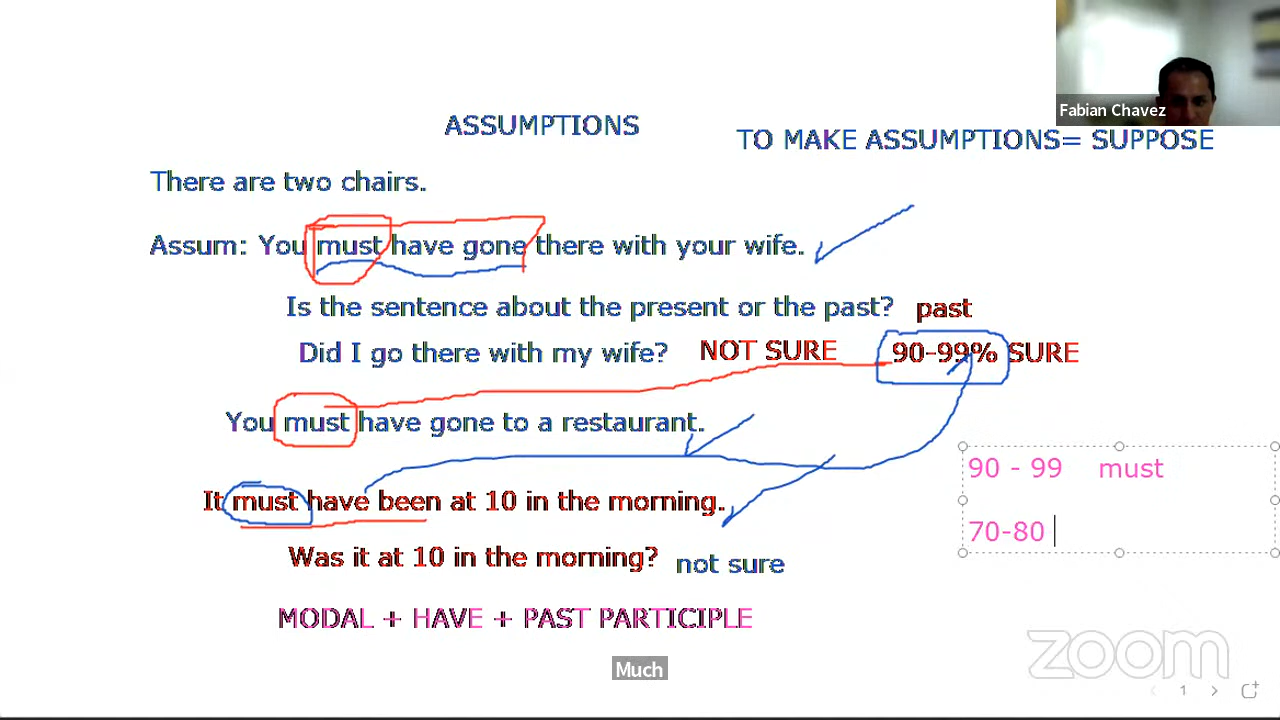 Fabian Chavez
ASSUMPTIONS
TO MAKE ASSUMPTIONS= SUPPOSE
There are two chairs.
Assum: You must have gone there with your wife.
Is the sentence about the present or the past? past
Did I go there with my wife? NOT SURE 90-99% SURE
You must have gone to a restaurant.
90 - 99 must
It must have been at 10 in the morning.
70-80
Was it at 10 in the morning? not sure
MODAL + HAVE + PAST PARTICIPLE
Much
zoom
1